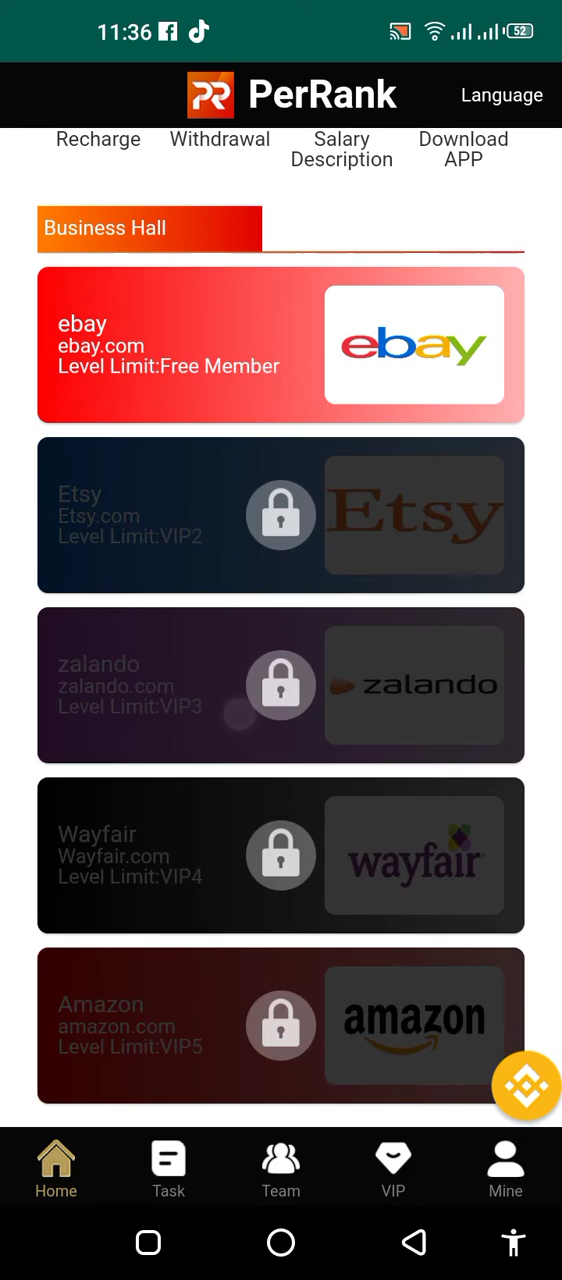 11:36
52
PerRank
Language
Recharge
Withdrawal
Salary
Description
Download
APP
Business Hall
ebay
ebay.com
Level Limit:Free Member
ebay
Etsy
Etsy.com
Level Limit:VIP2
Etsy
zalando
zalando.com
Level Limit:VIP3
zalando
Wayfair
Wayfair.com
Level Limit:VIP4
wayfair
Amazon
amazon.com
Level Limit:VIP5
amazon
Home
Task
Team
VIP
Mine